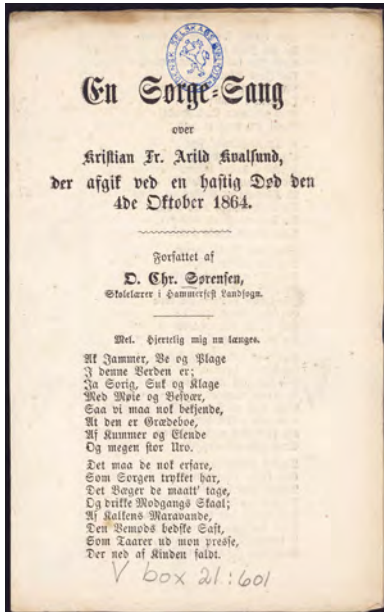 En Sorge-Sang
over
Kristian Fr. Arild Kvalsund,
der afgik ved en hastig Død den
4de Oktober 1864.
Forfattet af
O. Chr. Sørensen,
Skolelærer i Hammerfest Landsogn.
Mel. Hjertelig mig nu længes.
Ak Jammer, Ve og Plage
I denne Verden er;
Ja Sorrig, Suk og Klage
Med Møie og Besvær,
Saa vi maa nok bekjende,
At den er Grædeboe,
Af Kummer og Elende
Og megen stor Uro.
Det maa de nok erfare,
Som Sorgen trykket har,
Det Bæger de maatt' tage,
Og drikke Modgangs Skaal;
Af Kalkens Maravande,
Den Vemods bedske Saft,
Som Taarer ud mon presse,
Der ned af Kinden faldt.
V box 21:601